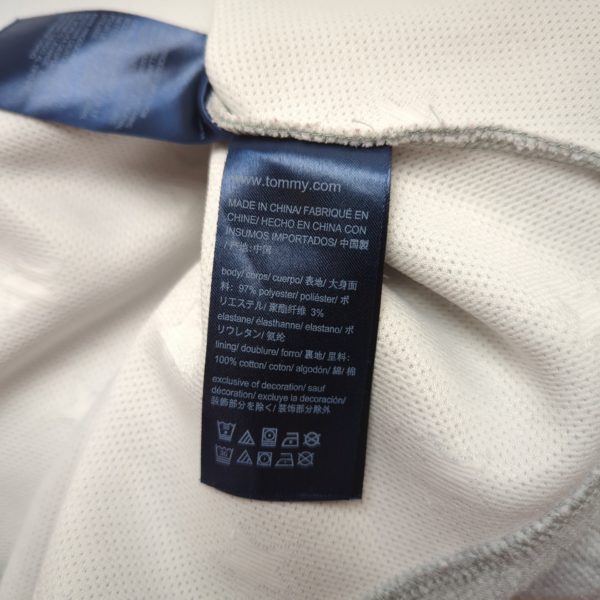 www.tommy.com
MADE IN CHINA/ FABRIQUÉ EN
CHINE/ HECHO EN CHINA CON
INSUMOS IMPORTADOS/ 中国製
/ 产地: 中国
body/ corps/ cuerpo/ 表地/ 大身面
料: 97% polyester/ poliéster/ ポ
リエステル/ 聚酯纤维 3%
elastane/ élasthanne/ elastano/ ポ
リウレタン/ 氨纶
lining/ doublure/ forro/ 裏地/ 里料:
100% cotton/ coton/ algodón/ 綿/ 棉
exclusive of decoration/ sauf
décoration/ excluye la decoración/
装飾部分を除く/ 装饰部分除外